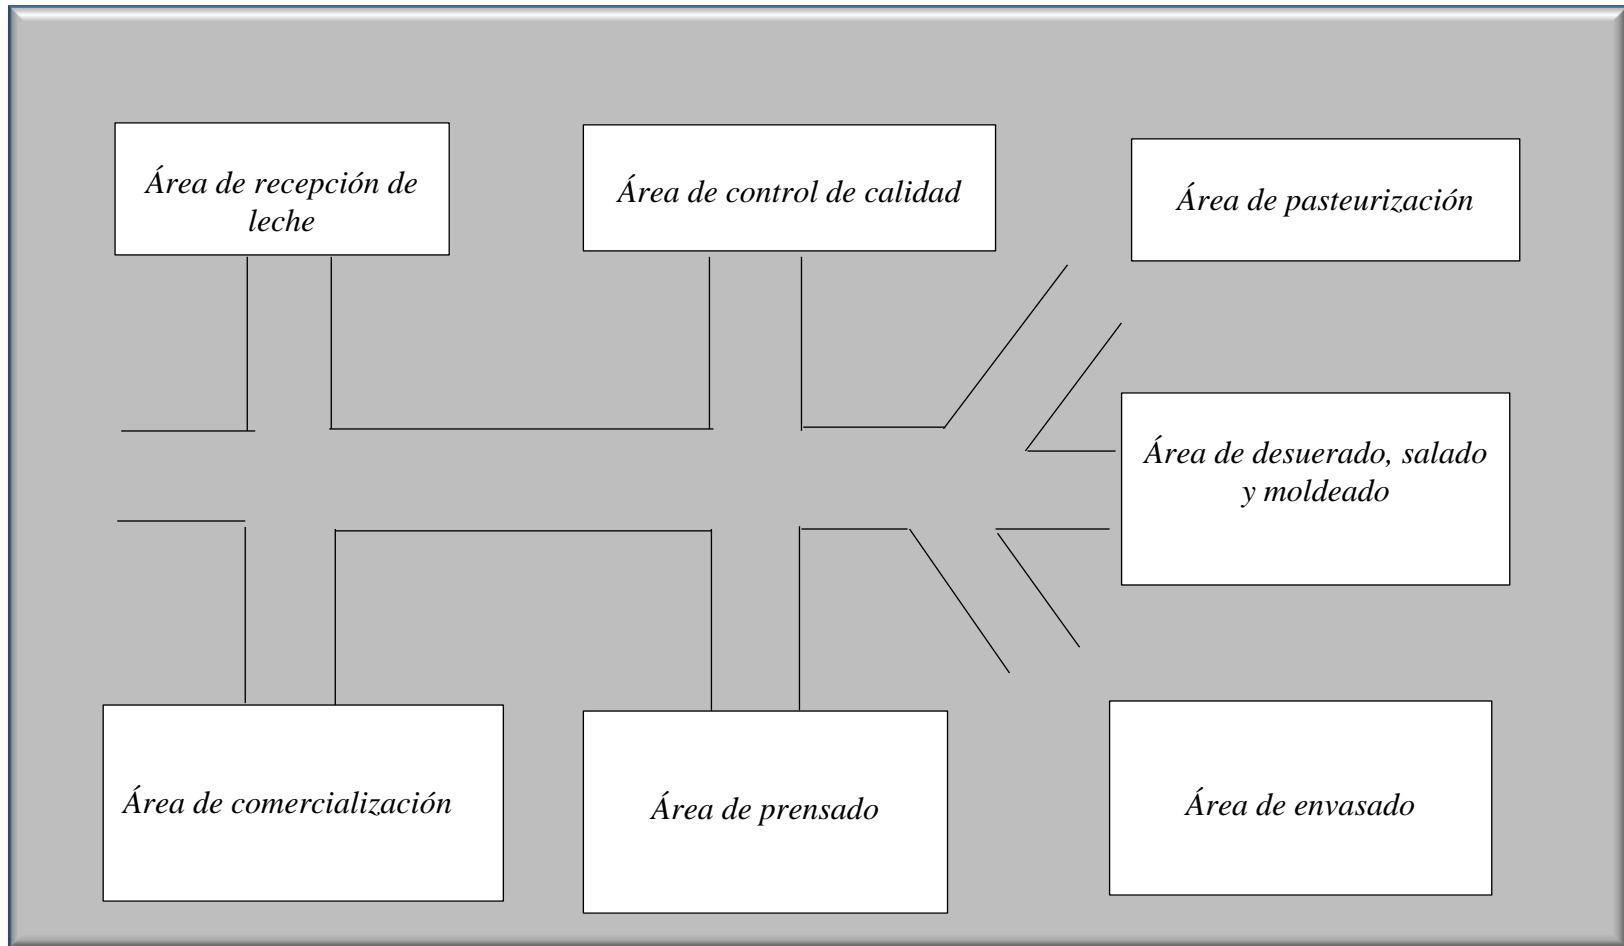 Área de recepción de
leche
Área de control de calidad
Área de pasteurización
Área de desuerado, salado
y moldeado
Área de comercialización
Área de prensado
Área de envasado